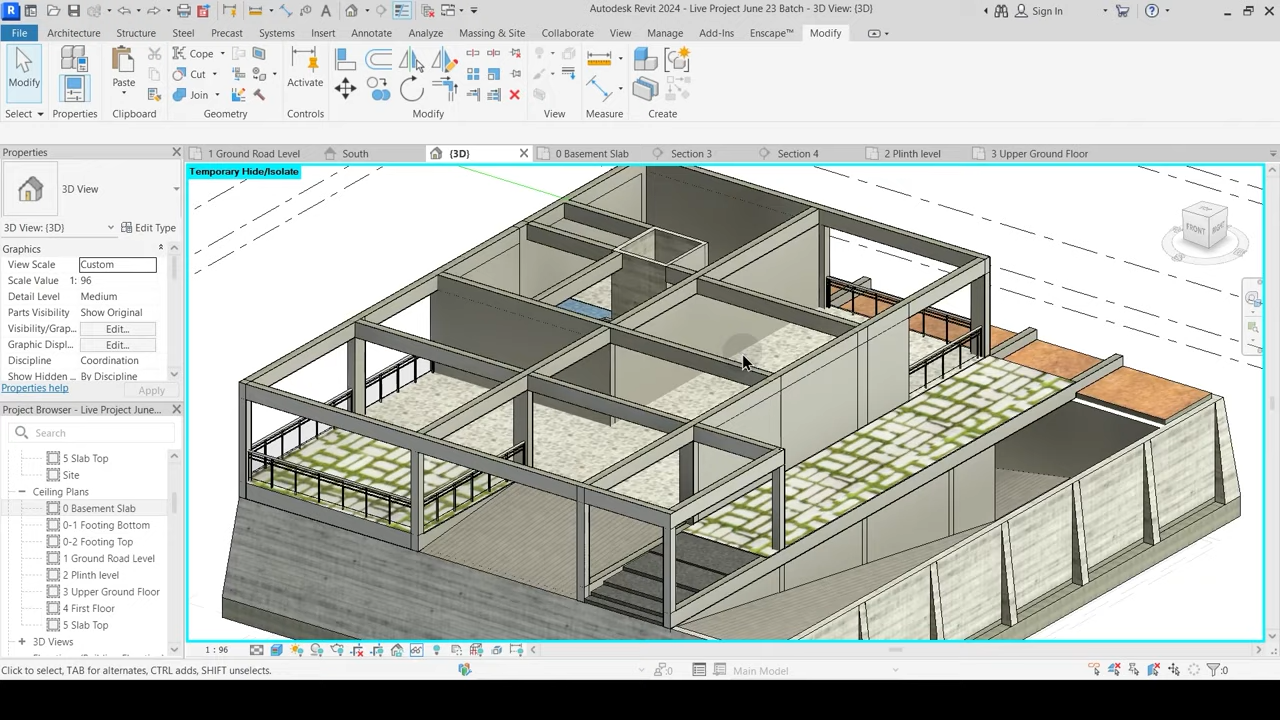 Autodesk Revit 2024 - Live Project June 23 Batch - 3D View: {3D}
Sign In
File Architecture Structure Steel Precast Systems Insert Annotate Analyze Massing & Site Collaborate View Manage Add-Ins Enscape™ Modify
Modify Paste Cope Cut Join Activate
Select Properties Clipboard Geometry Controls Modify View Measure Create
Properties
1 Ground Road Level South {3D} 0 Basement Slab Section 3 Section 4 2 Plinth level 3 Upper Ground Floor
Temporary Hide/Isolate
3D View
3D View: {3D} Edit Type
Graphics
View Scale Custom
Scale Value 1: 96
Detail Level Medium
Parts Visibility Show Original
Visibility/Grap... Edit...
Graphic Displ... Edit...
Discipline Coordination
Show Hidden ... By Discipline
Properties help Apply
Project Browser - Live Project June...
Search
5 Slab Top
Site
Ceiling Plans
0 Basement Slab
0-1 Footing Bottom
0-2 Footing Top
1 Ground Road Level
2 Plinth level
3 Upper Ground Floor
4 First Floor
5 Slab Top
3D Views
FRONT
1 : 96
Click to select, TAB for alternates, CTRL adds, SHIFT unselects.
:0
Main Model
:0